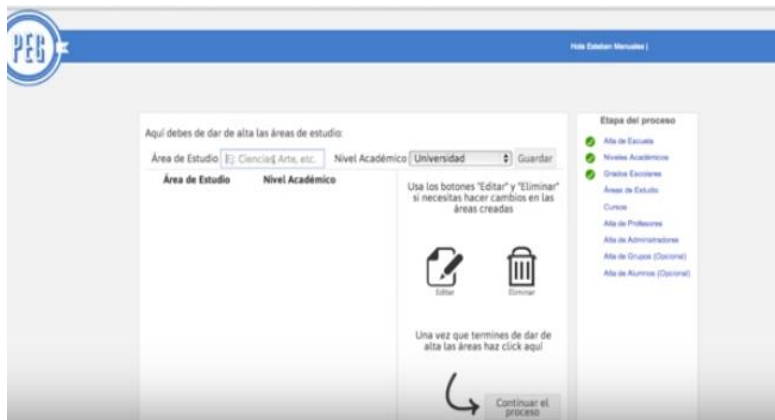 PEG
Hola Esteban Manuales |
Aquí debes de dar de alta las áreas de estudio:
Área de Estudio Ej: Ciencias, Arte, etc. Nivel Académico Universidad Guardar
Área de Estudio Nivel Académico
Usa los botones "Editar" y "Eliminar"
si necesitas hacer cambios en las
áreas creadas
Editar Eliminar
Una vez que termines de dar de
alta las áreas haz click aquí
Continuar el
proceso
Etapa del proceso
Alta de Escuela
Niveles Académicos
Grados Escolares
Áreas de Estudio
Cursos
Alta de Profesores
Alta de Administradores
Alta de Grupos (Opcional)
Alta de Alumnos (Opcional)